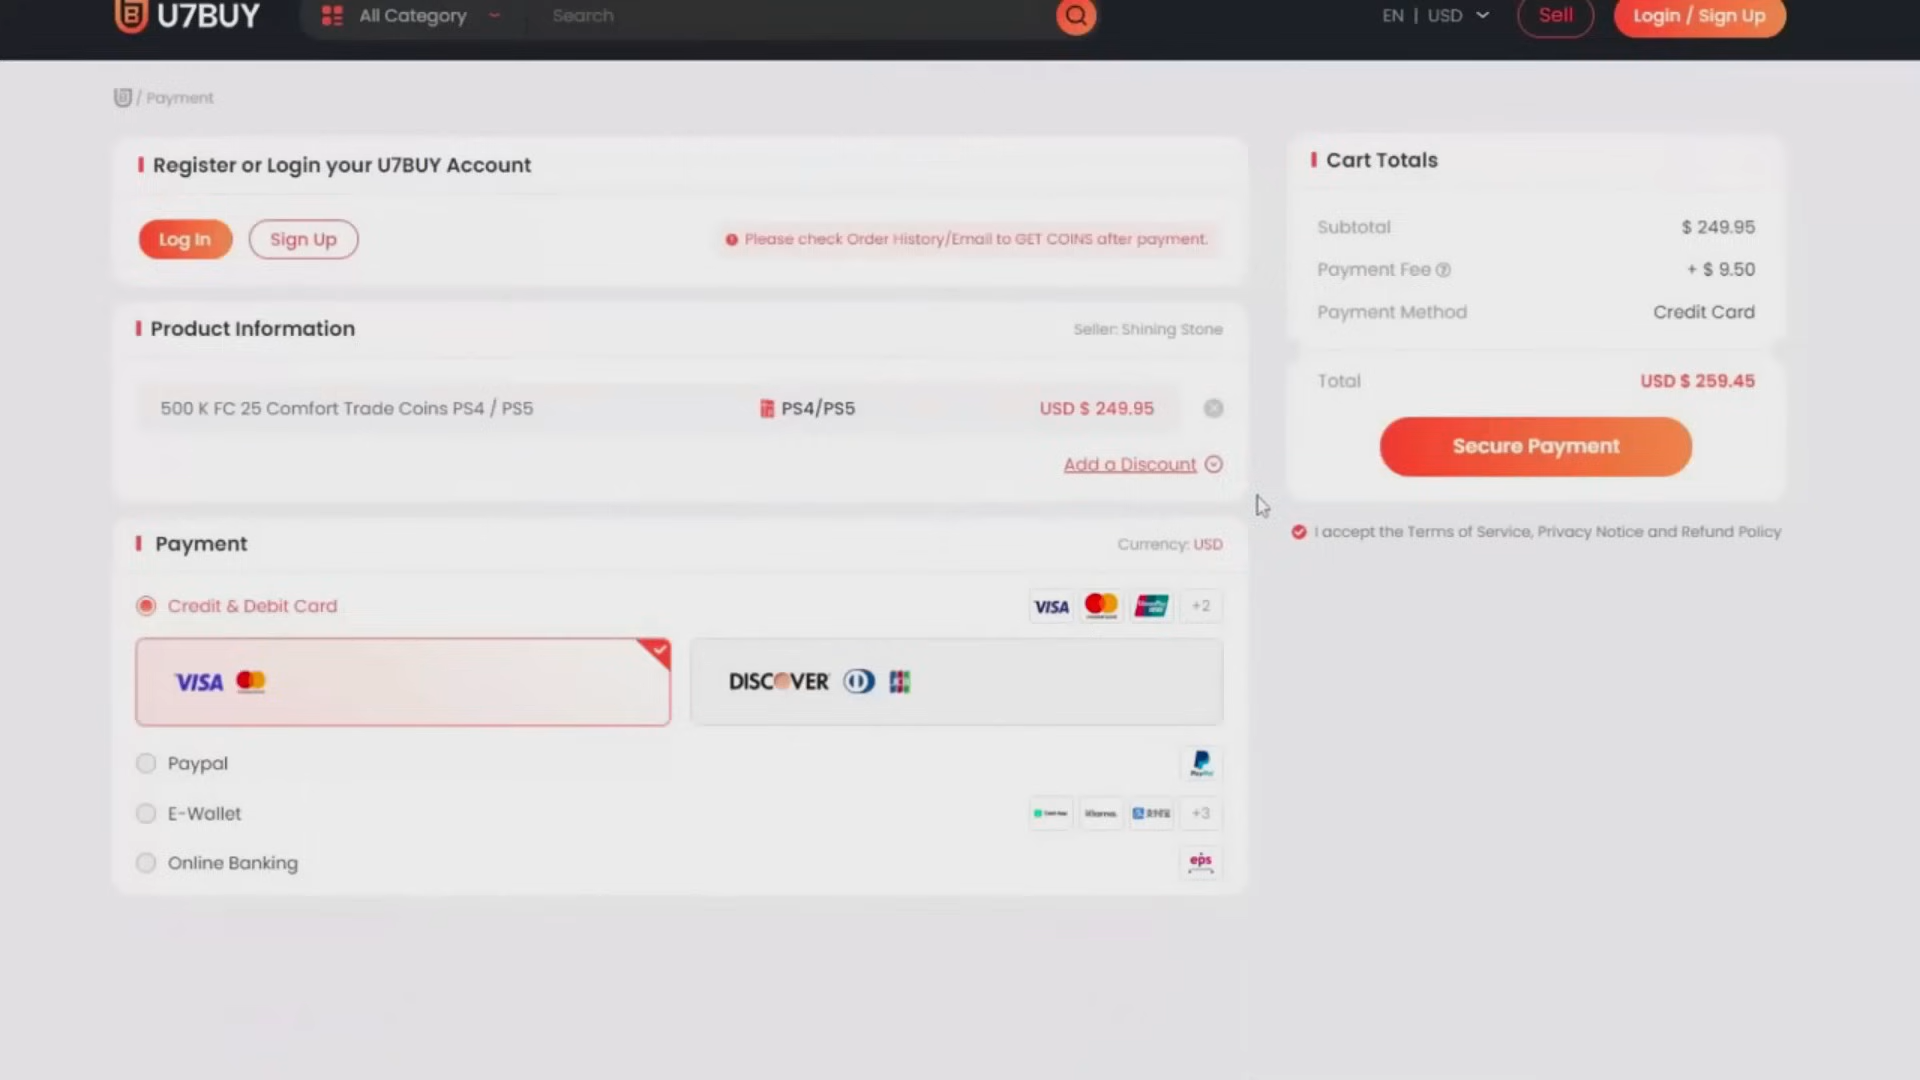 U7BUY
All Category
Search
EN | USD
Sell
Login / Sign Up
/ Payment
Register or Login your U7BUY Account
Log In
Sign Up
Please check Order History/Email to GET COINS after payment.
Product Information
Seller: Shining Stone
500 K FC 25 Comfort Trade Coins PS4 / PS5
PS4/PS5
USD $ 249.95
Add a Discount
Payment
Currency: USD
Credit & Debit Card
VISA
+2
VISA
DISCOVER
Paypal
PayPal
E-Wallet
Klarna.
+3
Online Banking
eps
Cart Totals
Subtotal
$ 249.95
Payment Fee
+ $ 9.50
Payment Method
Credit Card
Total
USD $ 259.45
Secure Payment
I accept the Terms of Service, Privacy Notice and Refund Policy